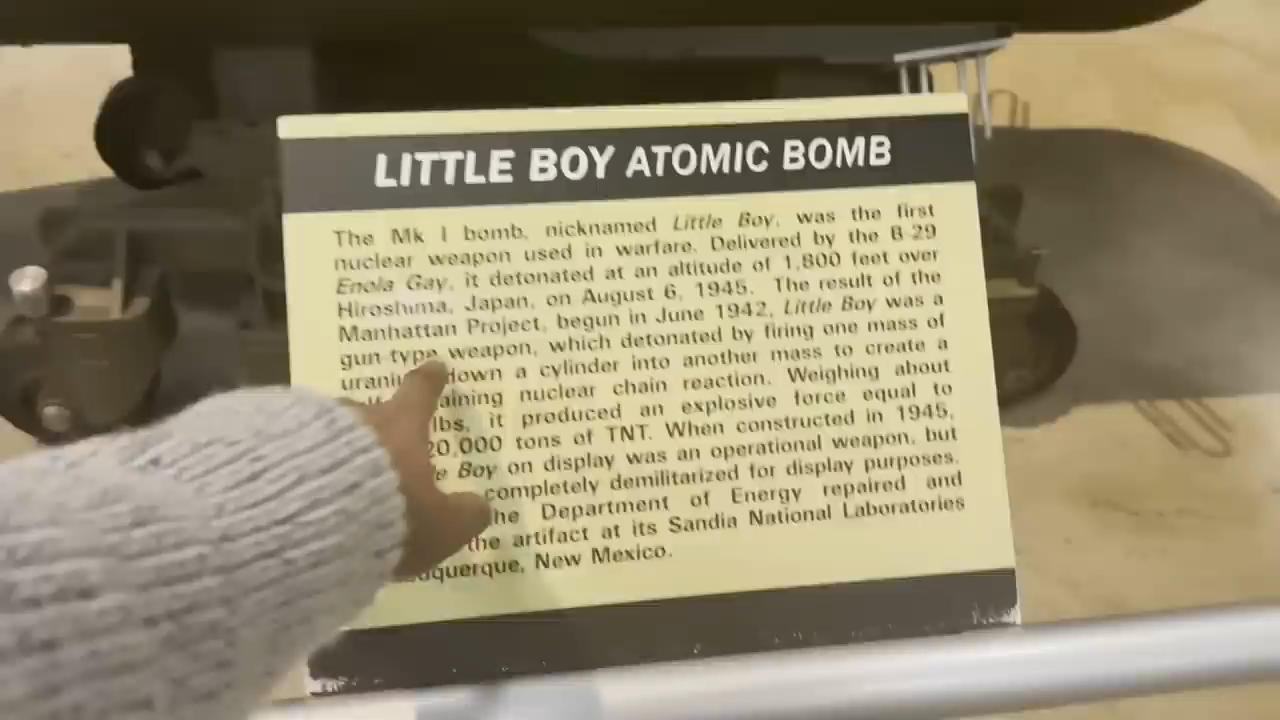 LITTLE BOY ATOMIC BOMB
The Mk I bomb, nicknamed Little Boy, was the first
nuclear weapon used in warfare. Delivered by the B-29
Enola Gay, it detonated at an altitude of 1,800 feet over
Hiroshima, Japan, on August 6, 1945. The result of the
Manhattan Project, begun in June 1942, Little Boy was a
gun-type weapon, which detonated by firing one mass of
down a cylinder into another mass to create a
nuclear chain reaction. Weighing about
lbs, it produced an explosive force equal to
20,000 tons of TNT. When constructed in 1945,
Boy on display was an operational weapon, but
completely demilitarized for display purposes.
Department of Energy repaired and
the artifact at its Sandia National Laboratories
New Mexico.